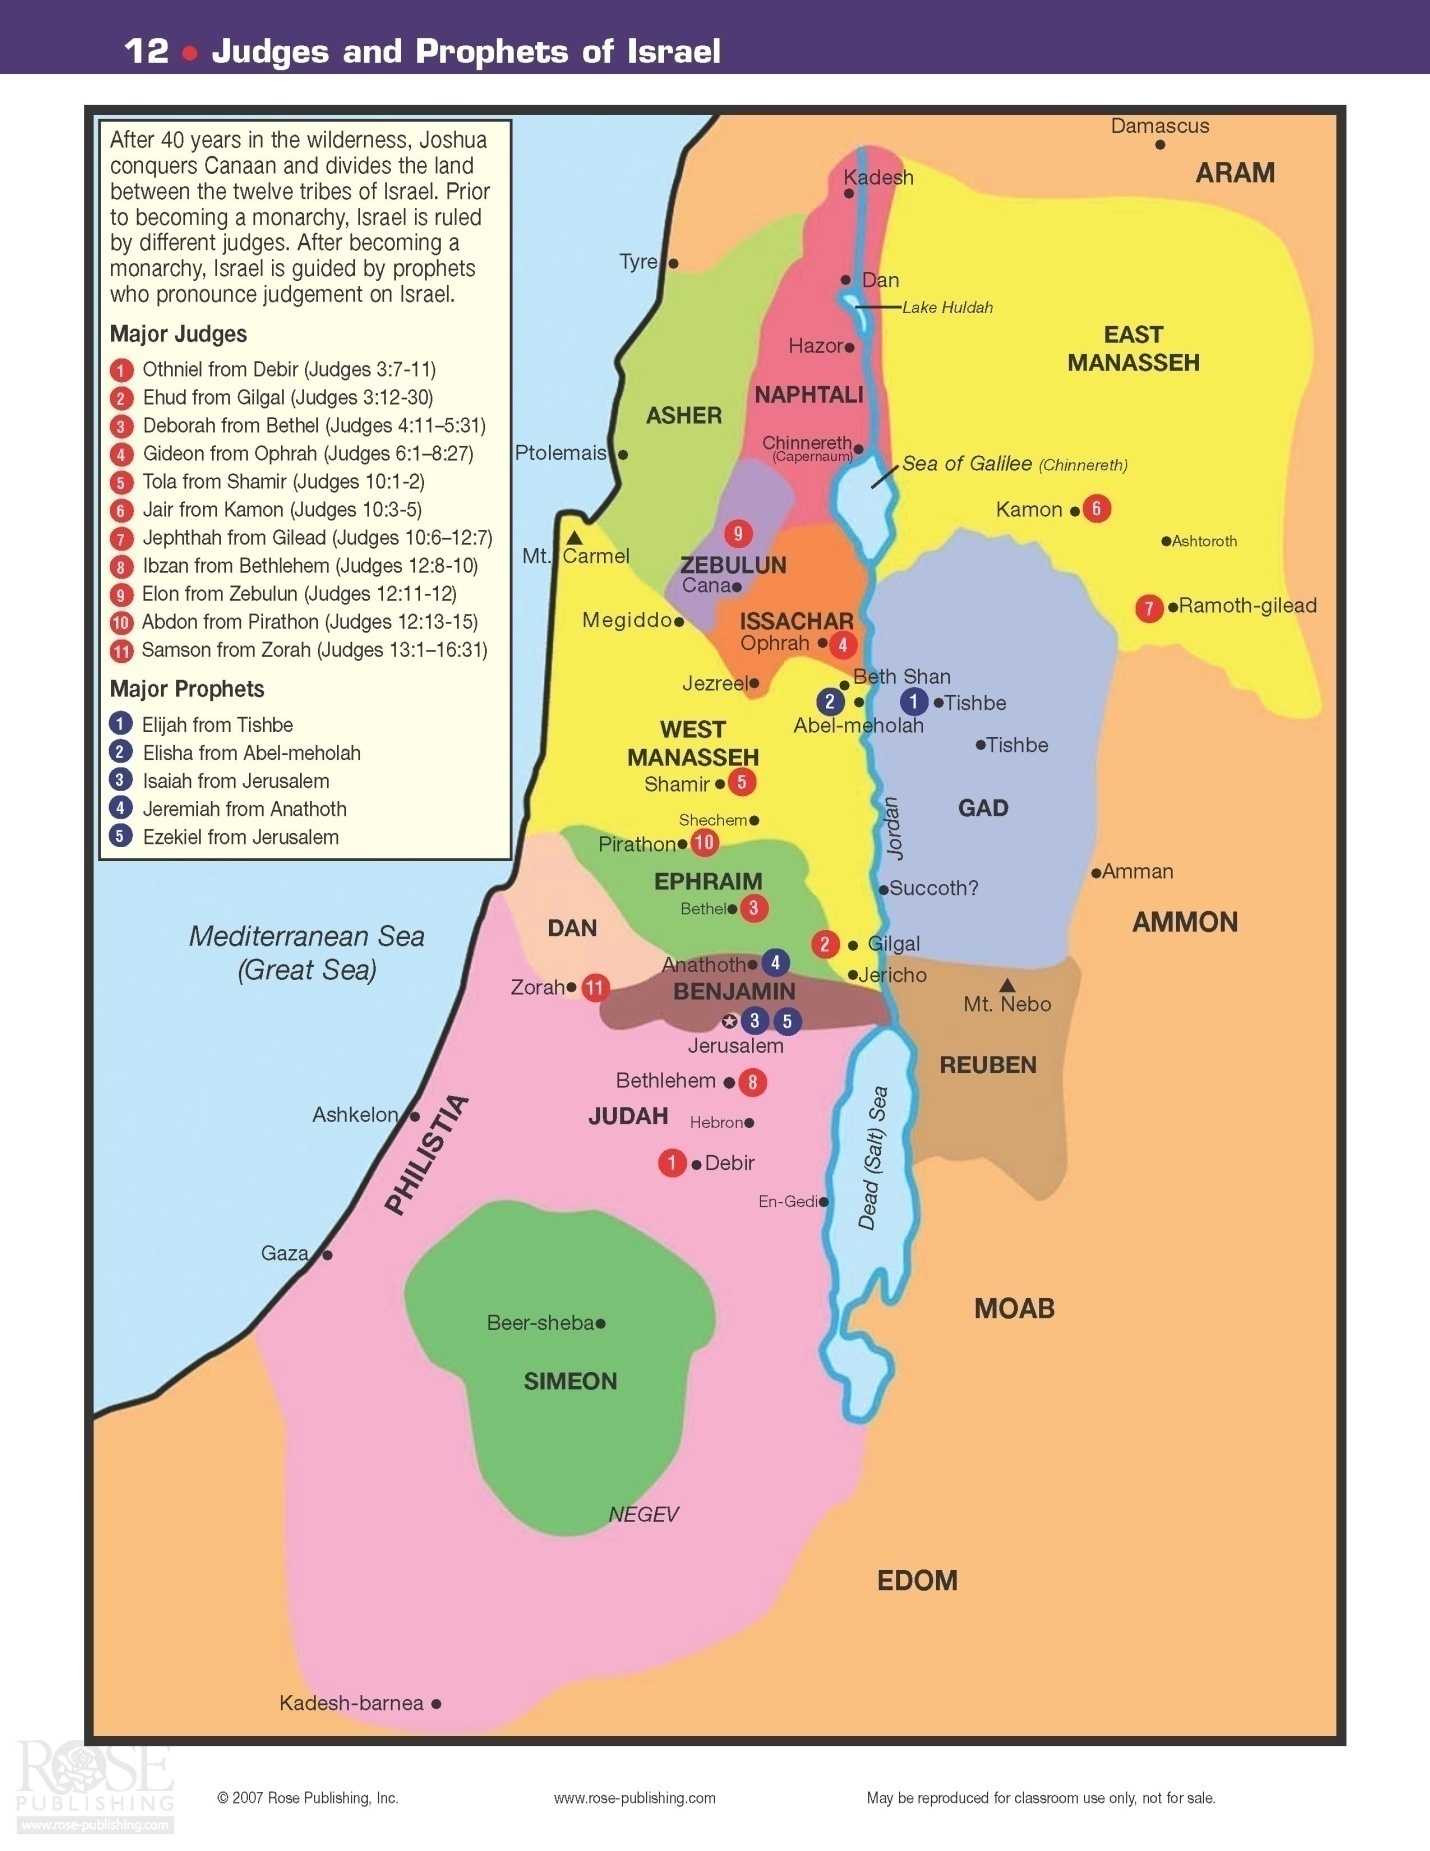 12 • Judges and Prophets of Israel
After 40 years in the wilderness, Joshua
conquers Canaan and divides the land
between the twelve tribes of Israel. Prior
to becoming a monarchy, Israel is ruled
by different judges. After becoming a
monarchy, Israel is guided by prophets
who pronounce judgement on Israel.
Major Judges
1 Othniel from Debir (Judges 3:7-11)
2 Ehud from Gilgal (Judges 3:12-30)
3 Deborah from Bethel (Judges 4:11–5:31)
4 Gideon from Ophrah (Judges 6:1–8:27)
5 Tola from Shamir (Judges 10:1-2)
6 Jair from Kamon (Judges 10:3-5)
7 Jephthah from Gilead (Judges 10:6–12:7)
8 Ibzan from Bethlehem (Judges 12:8-10)
9 Elon from Zebulun (Judges 12:11-12)
10 Abdon from Pirathon (Judges 12:13-15)
11 Samson from Zorah (Judges 13:1–16:31)
Major Prophets
1 Elijah from Tishbe
2 Elisha from Abel-meholah
3 Isaiah from Jerusalem
4 Jeremiah from Anathoth
5 Ezekiel from Jerusalem
Damascus
ARAM
Kadesh
Tyre
Dan
Lake Huldah
EAST
MANASSEH
Hazor
NAPHTALI
ASHER
Chinnereth
(Capernaum)
Ptolemais
Sea of Galilee (Chinnereth)
Kamon 6
9
Ashtoroth
Mt. Carmel
ZEBULUN
Cana
7 Ramoth-gilead
Megiddo
ISSACHAR
Ophrah 4
Jezreel
Beth Shan
2
1 Tishbe
Abel-meholah
WEST
MANASSEH
Tishbe
Shamir 5
GAD
Shechem
Jordan
Pirathon 10
Amman
EPHRAIM
Succoth?
Bethel 3
AMMON
DAN
Mediterranean Sea
(Great Sea)
2 Gilgal
Anathoth 4
Jericho
Zorah 11
BENJAMIN
Mt. Nebo
3 5
Jerusalem
REUBEN
Bethlehem 8
Ashkelon
JUDAH
Hebron
PHILISTIA
Dead (Salt) Sea
1 Debir
En-Gedi
Gaza
MOAB
Beer-sheba
SIMEON
NEGEV
EDOM
Kadesh-barnea
ROSE
PUBLISHING
www.rose-publishing.com
© 2007 Rose Publishing, Inc.
www.rose-publishing.com
May be reproduced for classroom use only, not for sale.